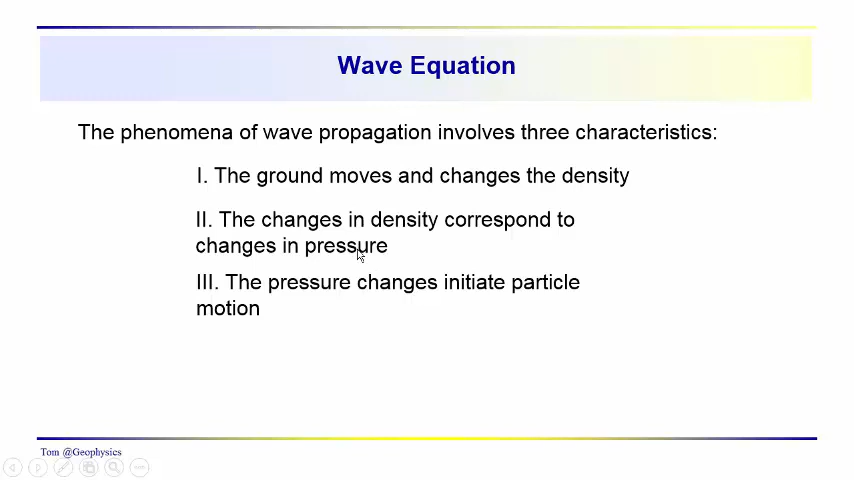 Wave Equation
The phenomena of wave propagation involves three characteristics:
I. The ground moves and changes the density
II. The changes in density correspond to
changes in pressure
III. The pressure changes initiate particle
motion
Tom @Geophysics